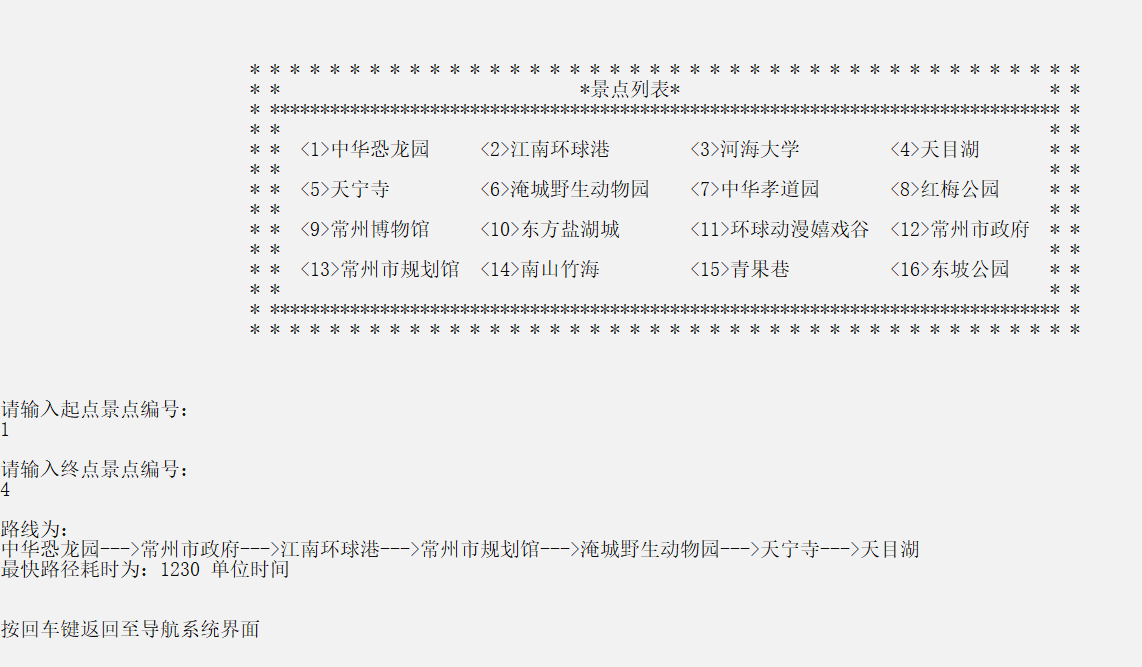 * * * * * * * * * * * * * * * * * * * * * * * * * * * * * * * * * * * * * * * * * *
* * *景点列表* * *
* ******************************************************************************* *
* * * *
* * <1>中华恐龙园 <2>江南环球港 <3>河海大学 <4>天目湖 * *
* * * *
* * <5>天宁寺 <6>淹城野生动物园 <7>中华孝道园 <8>红梅公园 * *
* * * *
* * <9>常州博物馆 <10>东方盐湖城 <11>环球动漫嬉戏谷 <12>常州市政府 * *
* * * *
* * <13>常州市规划馆 <14>南山竹海 <15>青果巷 <16>东坡公园 * *
* * * *
* ******************************************************************************* *
* * * * * * * * * * * * * * * * * * * * * * * * * * * * * * * * * * * * * * * * * *
请输入起点景点编号:
1
请输入终点景点编号:
4
路线为:
中华恐龙园--->常州市政府--->江南环球港--->常州市规划馆--->淹城野生动物园--->天宁寺--->天目湖
最快路径耗时为: 1230 单位时间
按回车键返回至导航系统界面